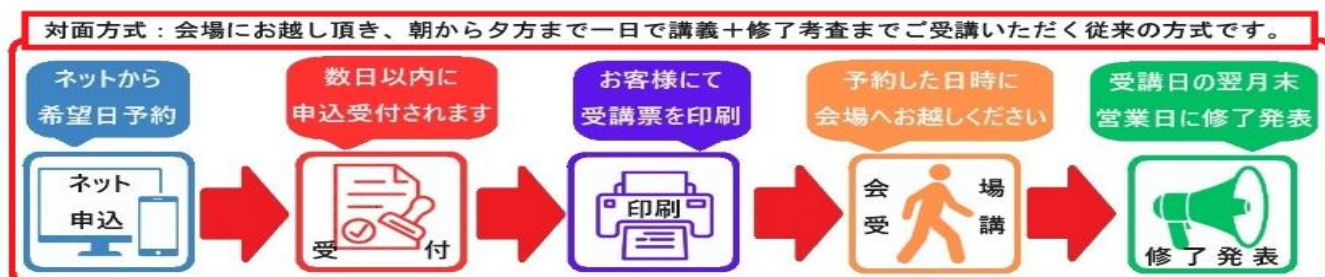 対面方式：会場にお越し頂き、朝から夕方まで一日で講義＋修了考査までご受講いただく従来の方式です。
ネットから
希望日予約
数日以内に
申込受付されます
お客様にて
受講票を印刷
予約した日時に
会場へお越しください
受講日の翌月末
営業日に修了発表
ネット
申込
受付
印刷
会場
受講
修了発表